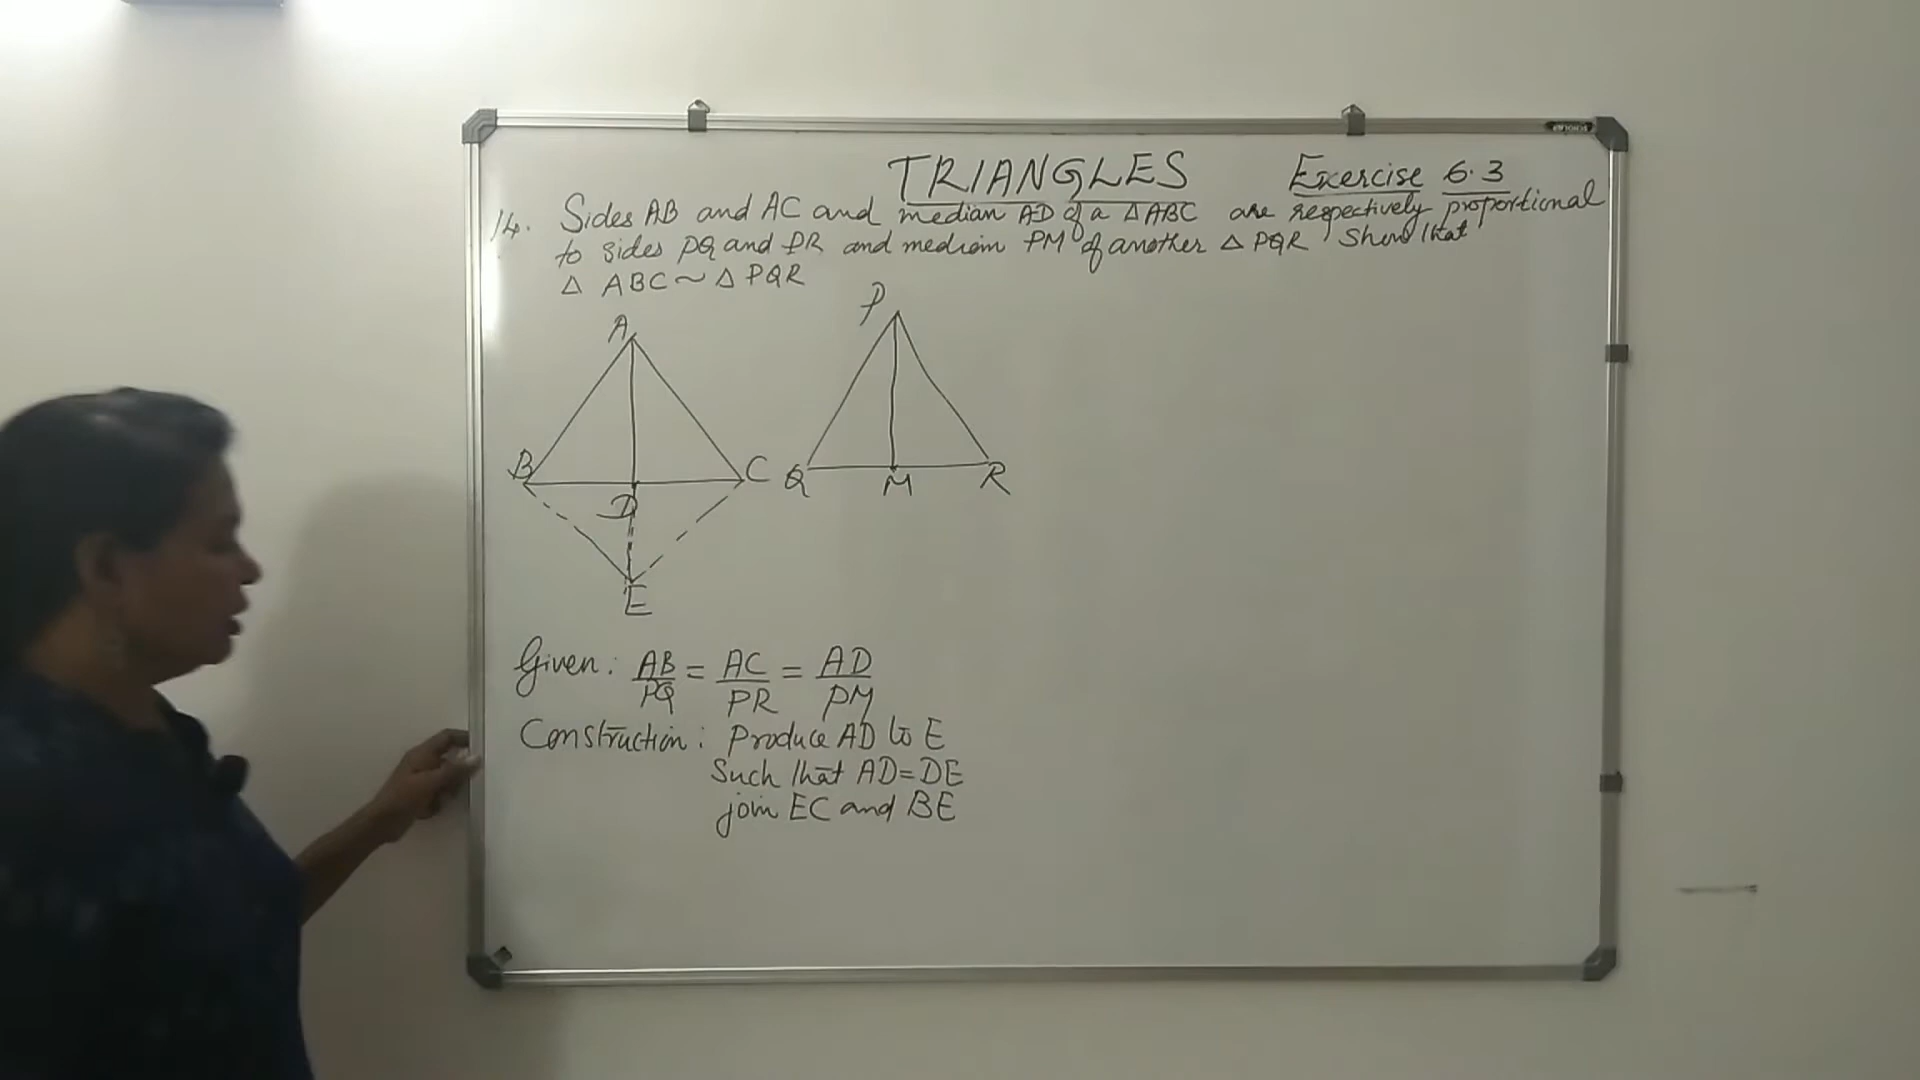 TRIANGLES Exercise 6.3
14. Sides AB and AC and median AD of a △ ABC are respectively proportional
to sides PQ and PR and median PM of another △ PQR Show that
△ ABC ~ △ PQR
A
P
B
C
Q
M
R
D
E
Given: AB/PQ = AC/PR = AD/PM
Construction: Produce AD to E
Such that AD=DE
join EC and BE